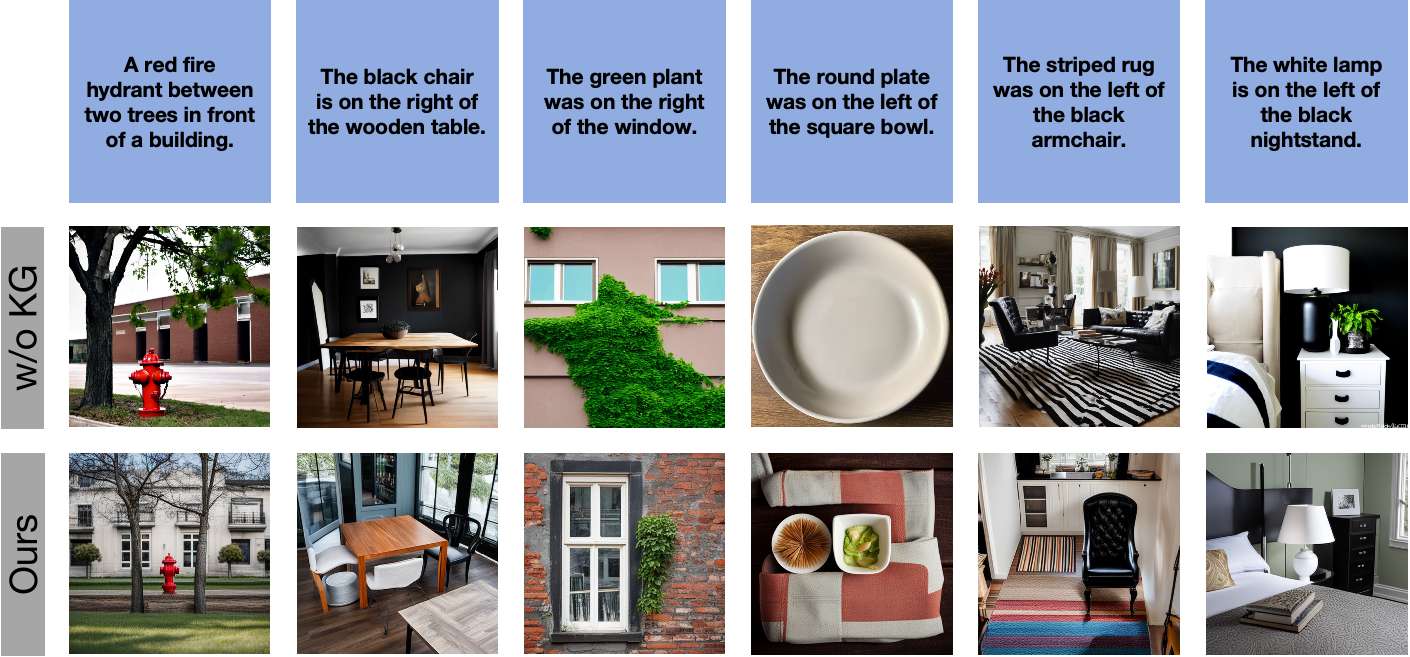 A red fire
hydrant between
two trees in front
of a building.
The black chair
is on the right of
the wooden table.
The green plant
was on the right
of the window.
The round plate
was on the left of
the square bowl.
The striped rug
was on the left of
the black
armchair.
The white lamp
is on the left of
the black
nightstand.
w/o KG
Ours